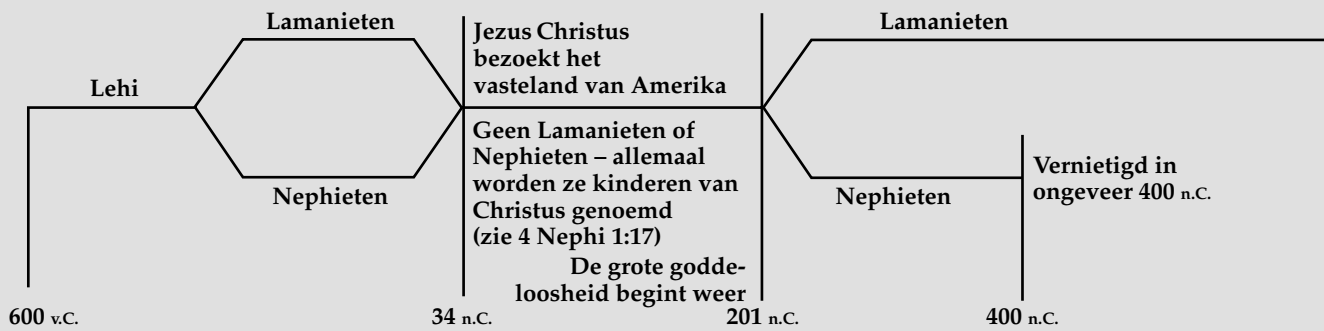 Lamanieten
Lamanieten
Jezus Christus
bezoekt het
vasteland van Amerika
Lehi
Geen Lamanieten of
Nephieten – allemaal
worden ze kinderen van
Christus genoemd
(zie 4 Nephi 1:17)
Nephieten
Nephieten
Vernietigd in
ongeveer 400 n.C.
De grote godde-
loosheid begint weer
600 v.C.
34 n.C.
201 n.C.
400 n.C.